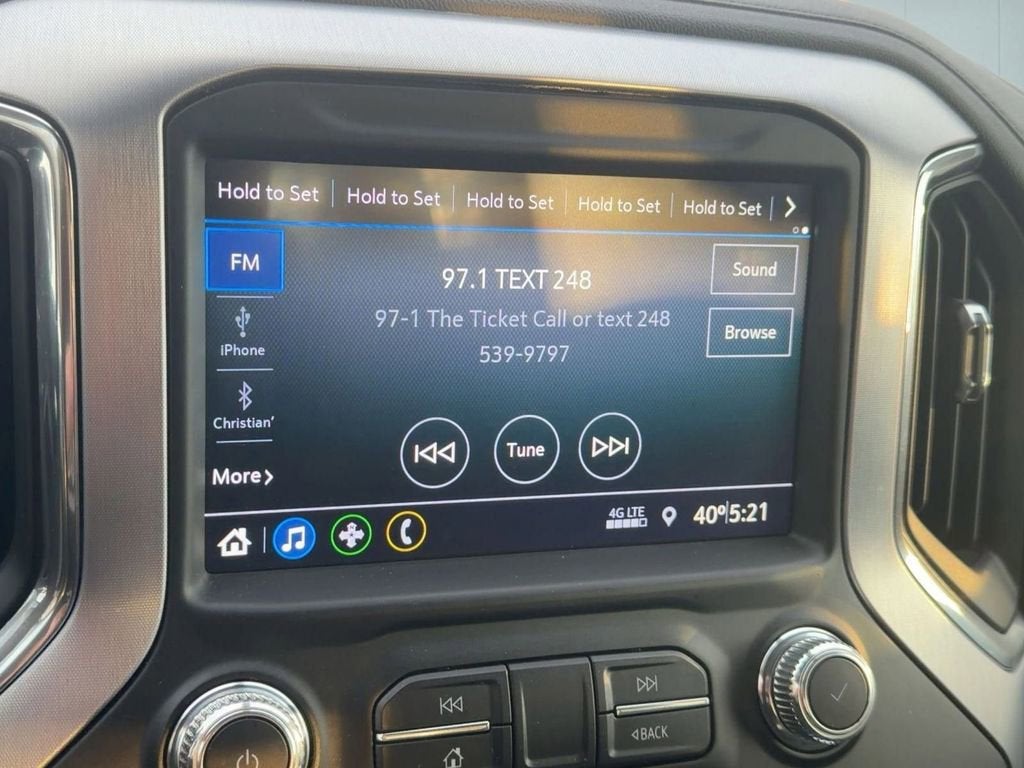 Hold to Set Hold to Set Hold to Set Hold to Set Hold to Set
FM
97.1 TEXT 248
Sound
97-1 The Ticket Call or text 248
539-9797
Browse
iPhone
Christian'
Tune
More
4G LTE
40° 5:21
BACK